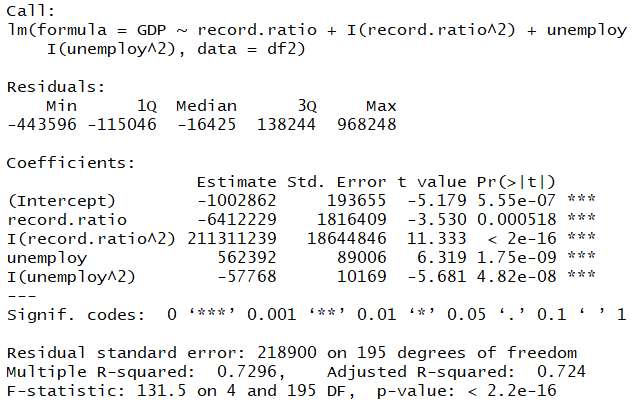 Call:
lm(formula = GDP ~ record.ratio + I(record.ratio^2) + unemploy
    I(unemploy^2), data = df2)

Residuals:
    Min      1Q  Median      3Q     Max
-443596 -115046  -16425  138244  968248

Coefficients:
                   Estimate Std. Error t value Pr(>|t|)
(Intercept)        -1002862     193655  -5.179 5.55e-07 ***
record.ratio       -6412229    1816409  -3.530 0.000518 ***
I(record.ratio^2) 211311239   18644846  11.333  < 2e-16 ***
unemploy             562392      89006   6.319 1.75e-09 ***
I(unemploy^2)        -57768      10169  -5.681 4.82e-08 ***
---
Signif. codes:  0 ‘***’ 0.001 ‘**’ 0.01 ‘*’ 0.05 ‘.’ 0.1 ‘ ’ 1

Residual standard error: 218900 on 195 degrees of freedom
Multiple R-squared:  0.7296,    Adjusted R-squared:  0.724
F-statistic: 131.5 on 4 and 195 DF,  p-value: < 2.2e-16